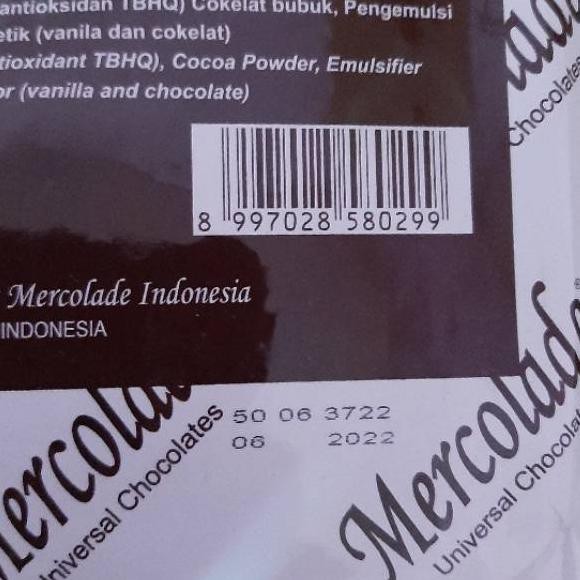 antioksidan TBHQ) Cokelat bubuk, Pengemulsi
etik (vanila dan cokelat)
tioxidant TBHQ), Cocoa Powder, Emulsifier
or (vanilla and chocolate)
Chocolates
8 997028 580299
Mercolade Indonesia
INDONESIA
Mercolade
Universal Chocolates
50 06 3722
06 2022
Mercolade
Universal Chocolat